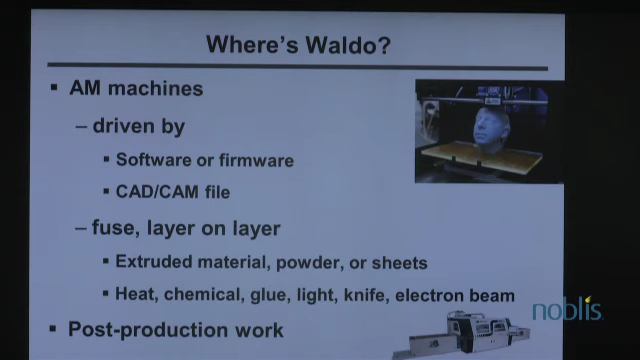 Where's Waldo?
▪ AM machines
– driven by
▪ Software or firmware
▪ CAD/CAM file
– fuse, layer on layer
▪ Extruded material, powder, or sheets
▪ Heat, chemical, glue, light, knife, electron beam
▪ Post-production work
noblis